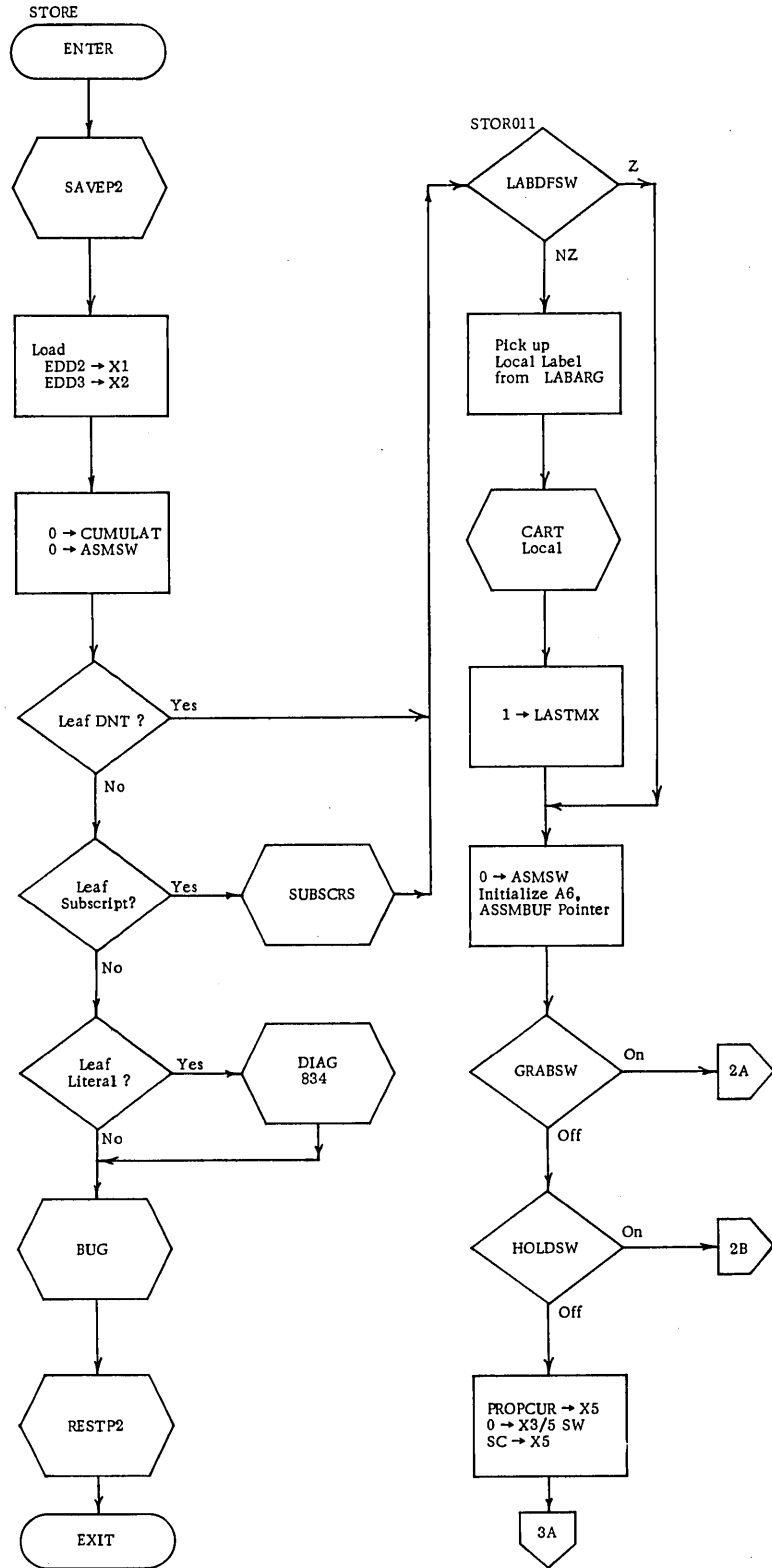 STORE
ENTER
SAVEP2
Load
EDD2 → X1
EDD3 → X2
0 → CUMULAT
0 → ASMSW
Leaf DNT ?
Yes
No
Leaf
Subscript?
Yes
SUBSCRS
No
Leaf
Literal ?
Yes
DIAG
834
No
BUG
RESTP2
EXIT
STOR011
LABDFSW
Z
NZ
Pick up
Local Label
from LABARG
CART
Local
1 → LASTMX
0 → ASMSW
Initialize A6,
ASSMBUF Pointer
GRABSW
On
2A
Off
HOLDSW
On
2B
Off
PROPCUR → X5
0 → X3/5 SW
SC → X5
3A